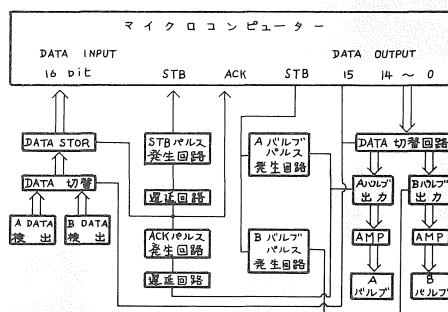 マイクロコンピューター
DATA INPUT
DATA OUTPUT
16 bit
STB
ACK
STB
15
14 〜 0
DATA STOR
STB パルス
発生回路
A バルブ
パルス
発生回路
DATA 切替回路
DATA 切替
遅延回路
Aバルブ
出力
Bバルブ
出力
A DATA
検出
B DATA
検出
ACKパルス
発生回路
B バルブ
パルス
発生回路
AMP
AMP
遅延回路
A
バルブ
B
バルブ